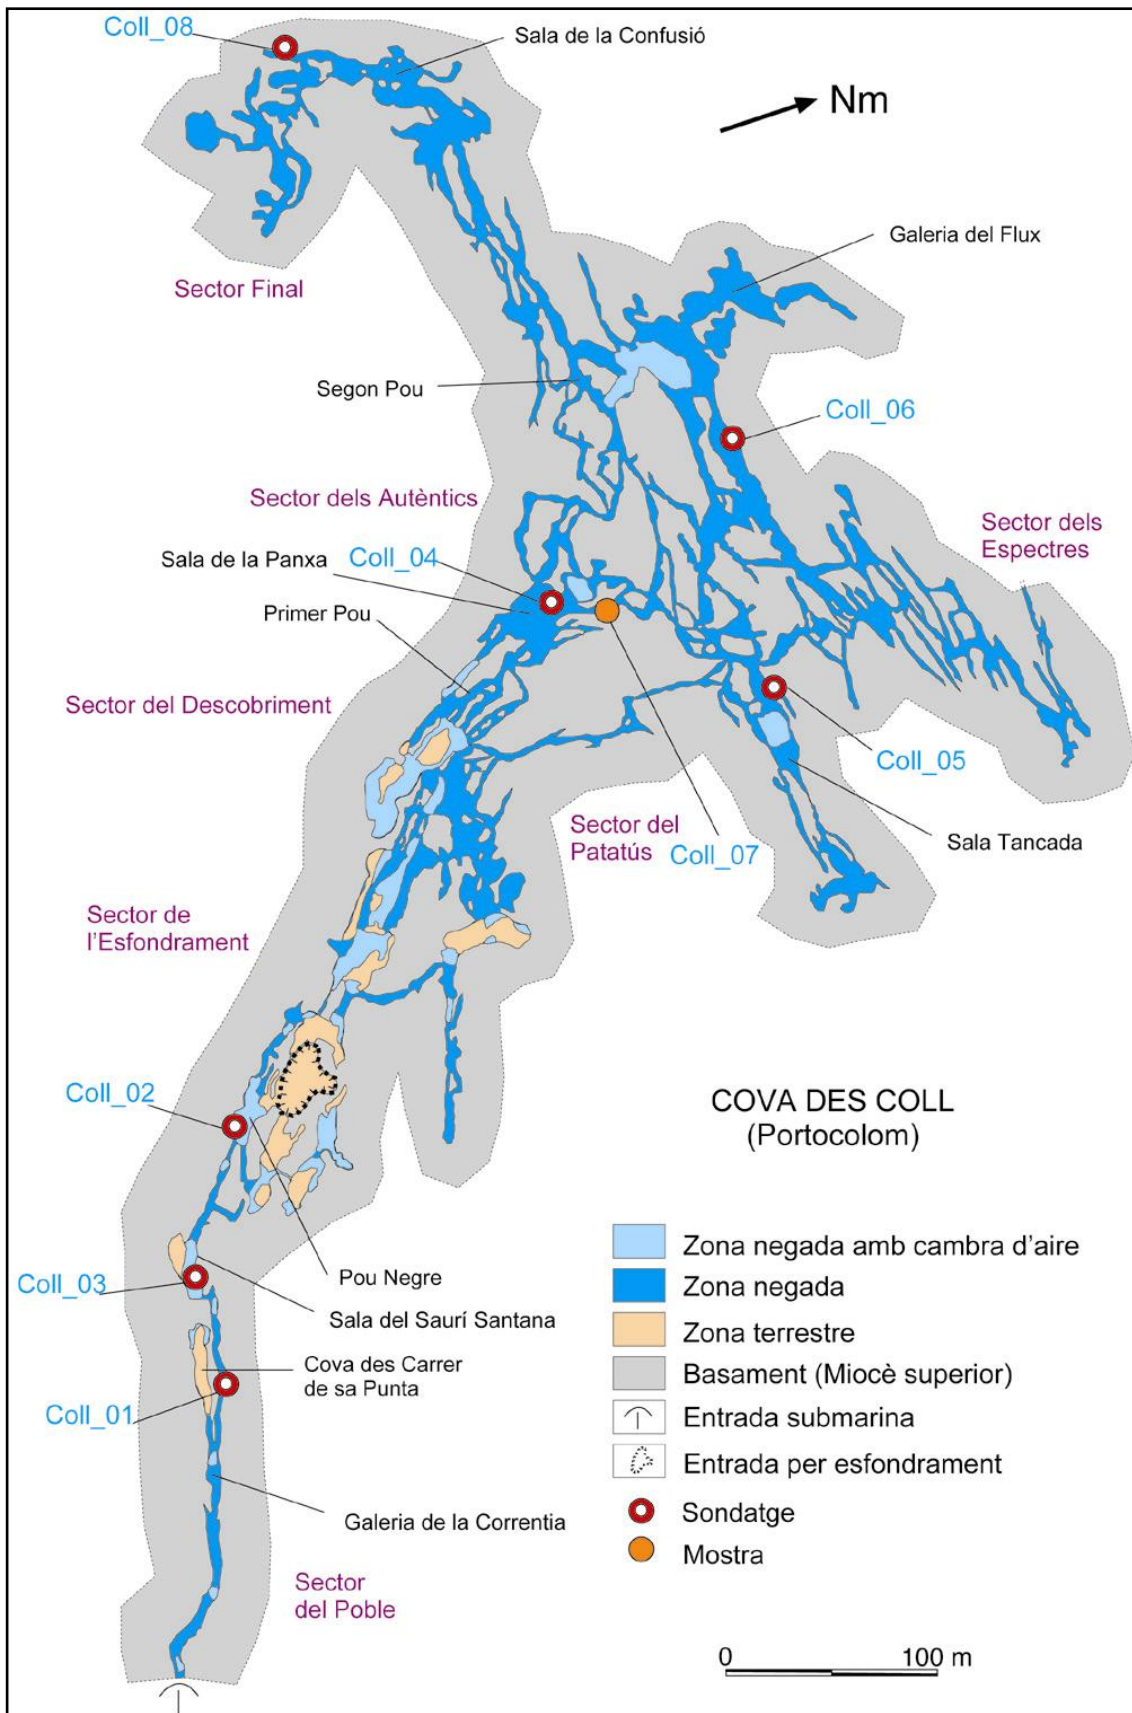 Coll_08
Sala de la Confusió
Nm
Galeria del Flux
Sector Final
Segon Pou
Coll_06
Sector dels Autèntics
Sector dels
Espectres
Sala de la Panxa
Coll_04
Primer Pou
Sector del Descobriment
Coll_05
Sector del
Patatús
Coll_07
Sala Tancada
Sector de
l'Esfondrament
Coll_02
COVA DES COLL
(Portocolom)
Coll_03
Pou Negre
Sala del Saurí Santana
Cova des Carrer
de sa Punta
Coll_01
Galeria de la Correntia
Sector
del Poble
Zona negada amb cambra d'aire
Zona negada
Zona terrestre
Basament (Miocè superior)
Entrada submarina
Entrada per esfondrament
Sondatge
Mostra
0 100 m